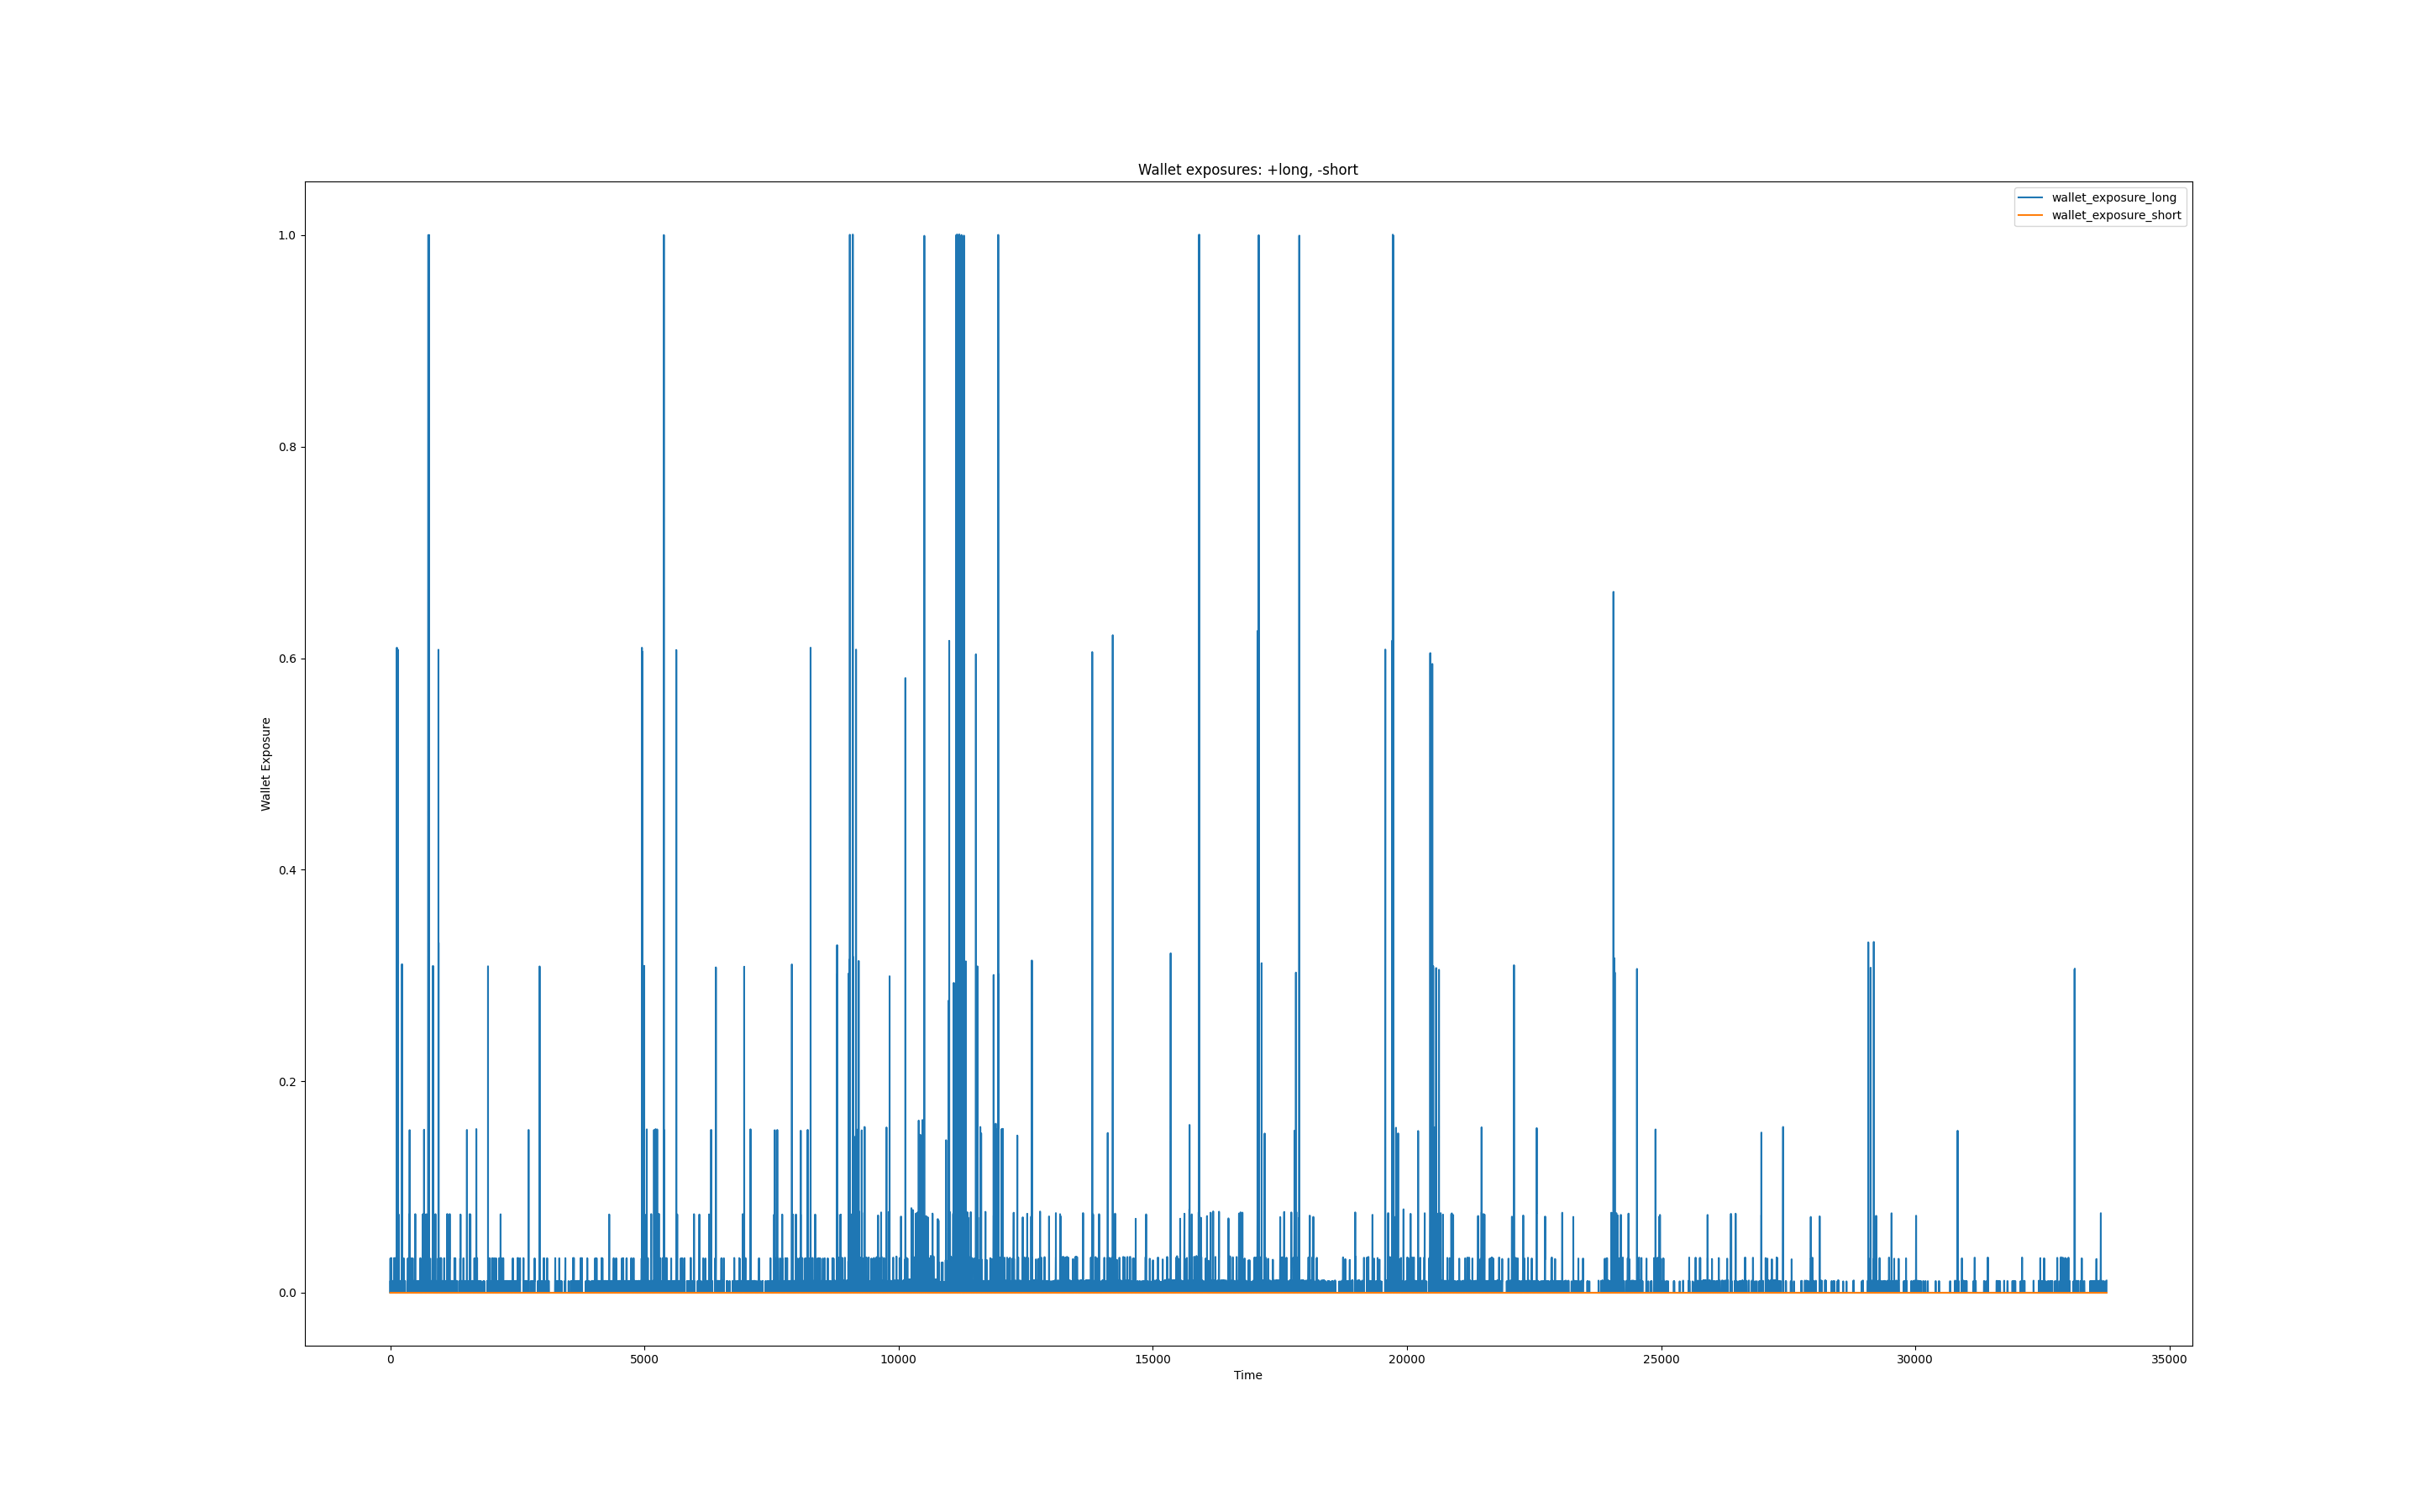 Wallet exposures: +long, -short
wallet_exposure_long
wallet_exposure_short
1.0
0.8
0.6
0.4
0.2
0.0
Wallet Exposure
0 5000 10000 15000 20000 25000 30000 35000
Time